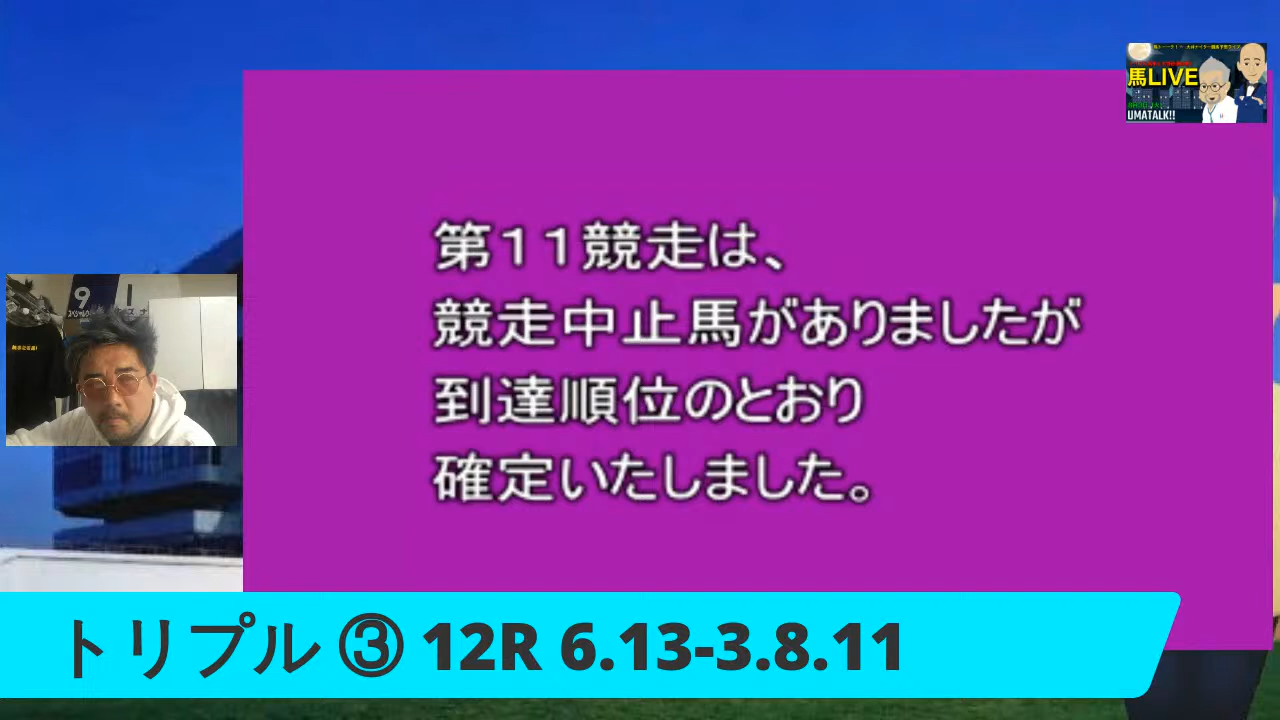 馬LIVE
UMATALK!!
第11競走は、
競走中止馬がありましたが
到達順位のとおり
確定いたしました。
トリプル ③ 12R 6.13-3.8.11